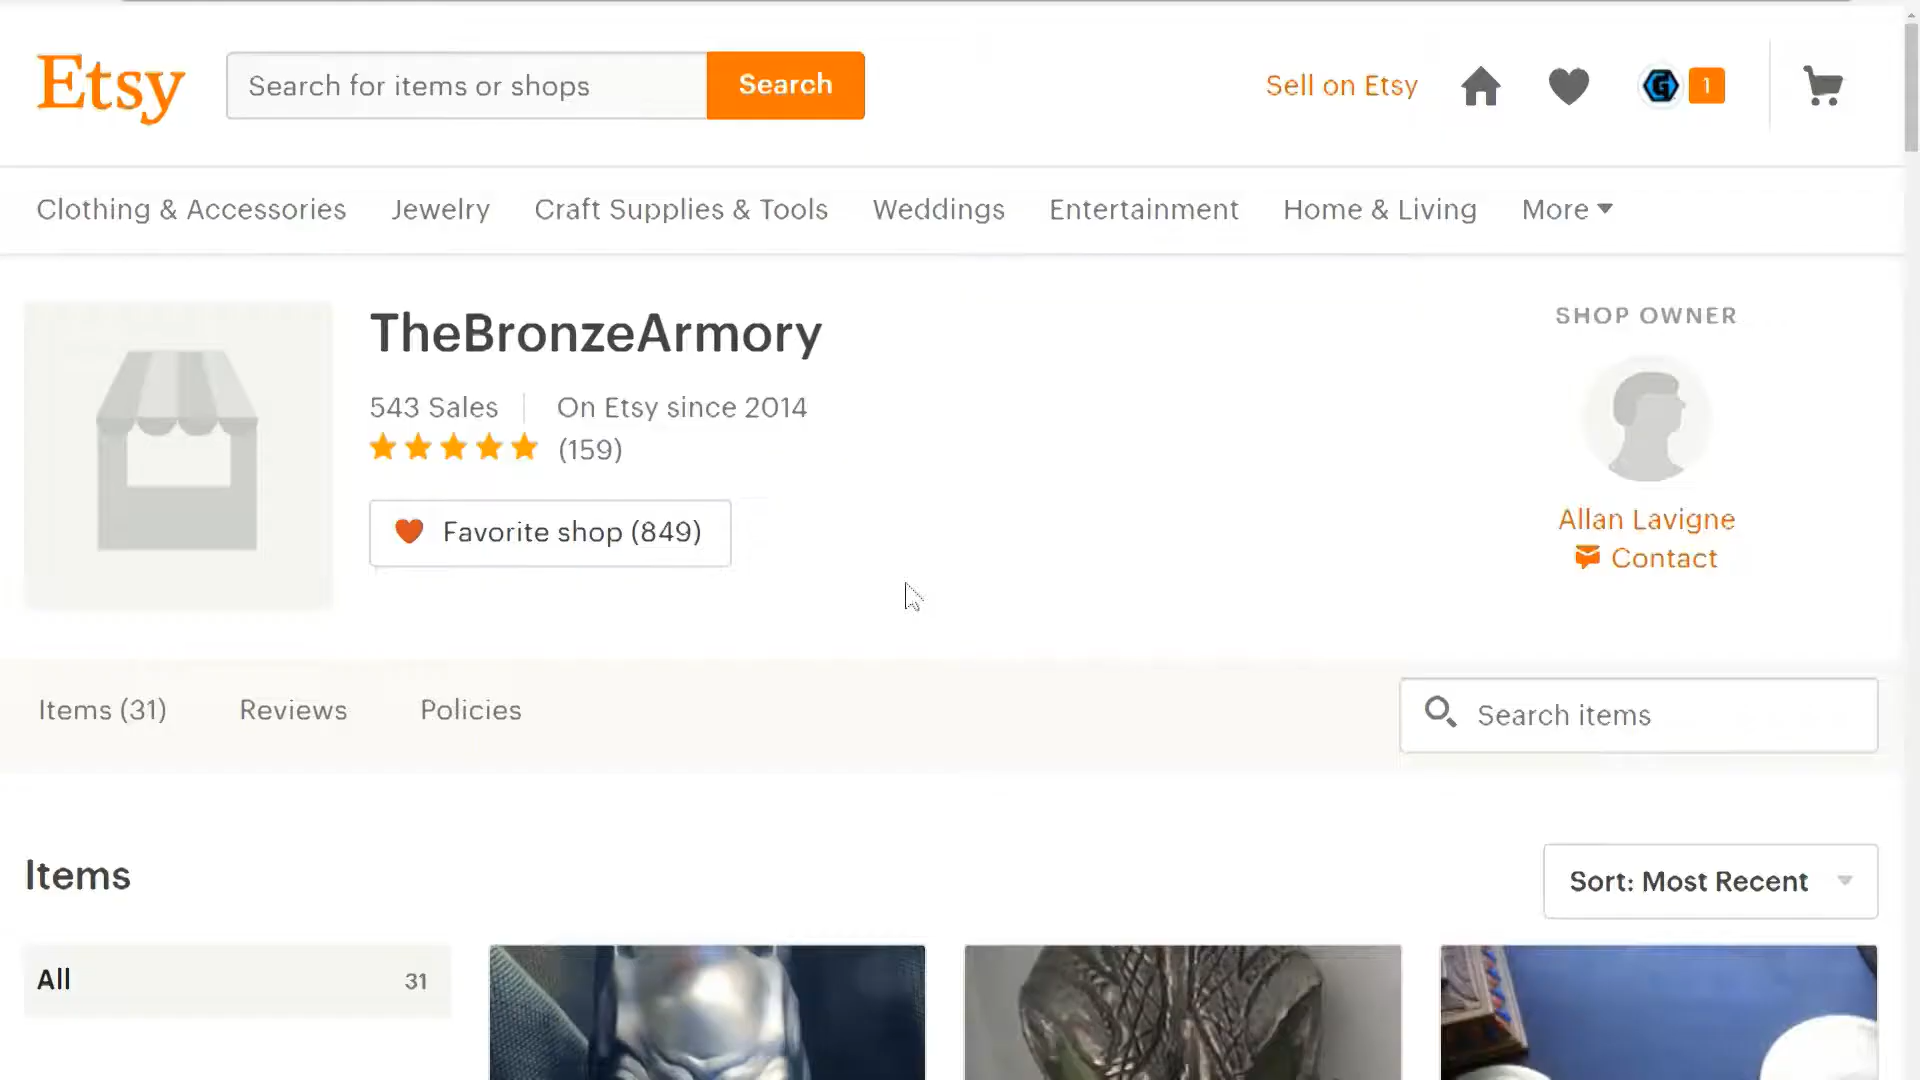 Etsy
Search for items or shops
Search
Sell on Etsy
1
Clothing & Accessories
Jewelry
Craft Supplies & Tools
Weddings
Entertainment
Home & Living
More
TheBronzeArmory
543 Sales
On Etsy since 2014
(159)
Favorite shop (849)
SHOP OWNER
Allan Lavigne
Contact
Items (31)
Reviews
Policies
Search items
Items
Sort: Most Recent
All
31